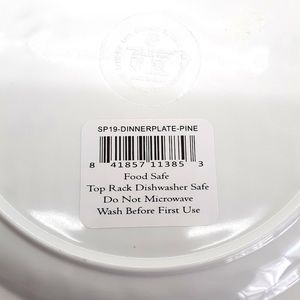 SP19-DINNERPLATE-PINE
8 41857 11385 3
Food Safe
Top Rack Dishwasher Safe
Do Not Microwave
Wash Before First Use